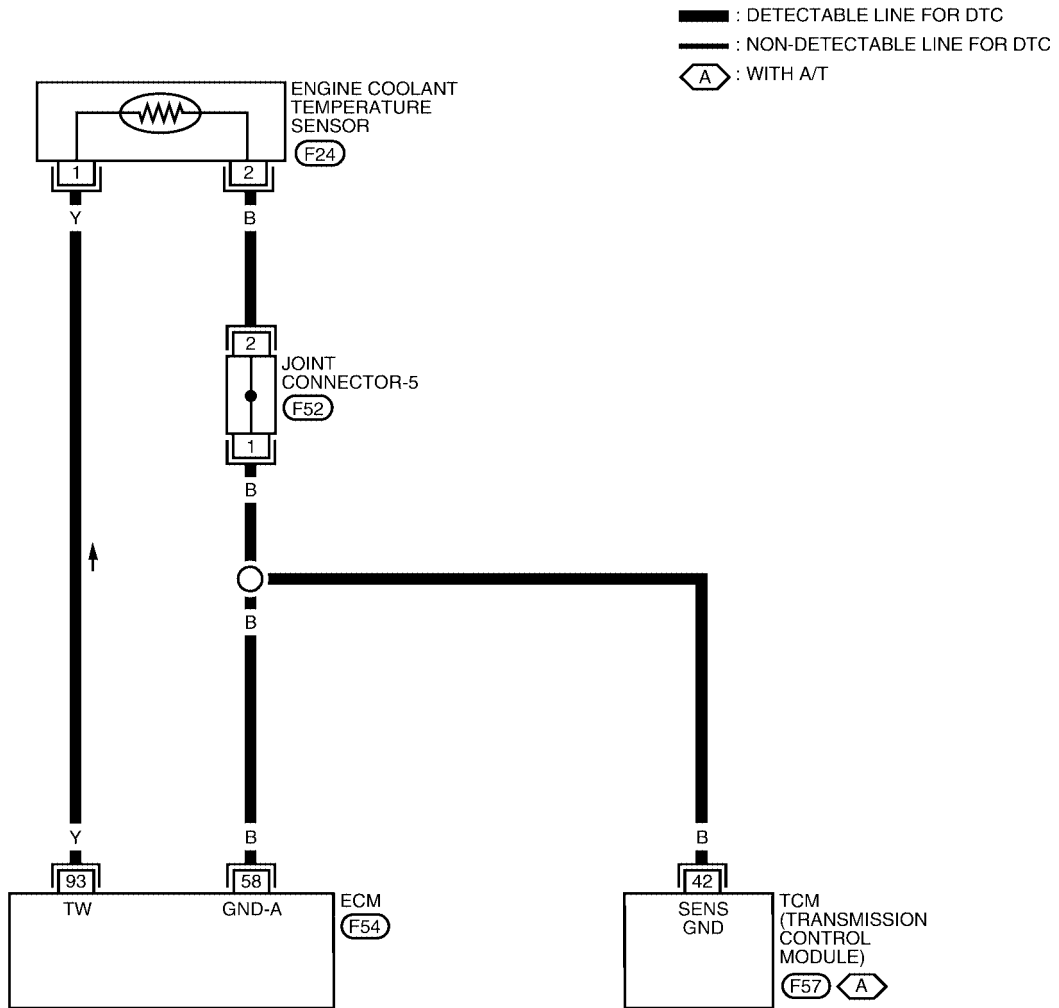 : DETECTABLE LINE FOR DTC
: NON-DETECTABLE LINE FOR DTC
A : WITH A/T
ENGINE COOLANT
TEMPERATURE
SENSOR
F24
1 2
Y B
2
JOINT
CONNECTOR-5
F52
1
B
B
Y B B
93 58 42
TW GND-A
ECM
F54
SENS
GND
TCM
(TRANSMISSION
CONTROL
MODULE)
F57 A